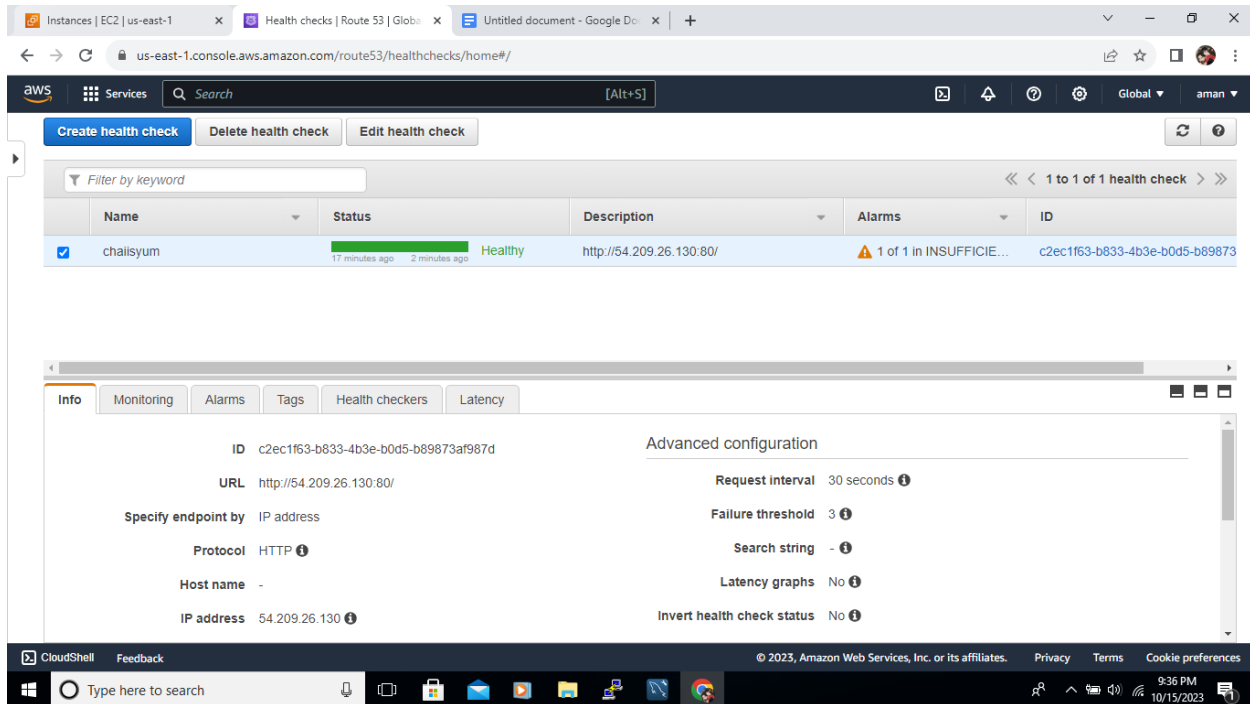 Instances | EC2 | us-east-1
Health checks | Route 53 | Globa
Untitled document - Google Do
us-east-1.console.aws.amazon.com/route53/healthchecks/home#/
aws Services Search [Alt+S] Global aman
Create health check Delete health check Edit health check
Filter by keyword 1 to 1 of 1 health check
Name Status Description Alarms ID
chaiisyum 17 minutes ago 2 minutes ago Healthy http://54.209.26.130:80/ 1 of 1 in INSUFFICIE... c2ec1f63-b833-4b3e-b0d5-b89873
Info Monitoring Alarms Tags Health checkers Latency
ID c2ec1f63-b833-4b3e-b0d5-b89873af987d
URL http://54.209.26.130:80/
Specify endpoint by IP address
Protocol HTTP
Host name -
IP address 54.209.26.130
Advanced configuration
Request interval 30 seconds
Failure threshold 3
Search string -
Latency graphs No
Invert health check status No
CloudShell Feedback © 2023, Amazon Web Services, Inc. or its affiliates. Privacy Terms Cookie preferences
Type here to search
9:36 PM
10/15/2023
1